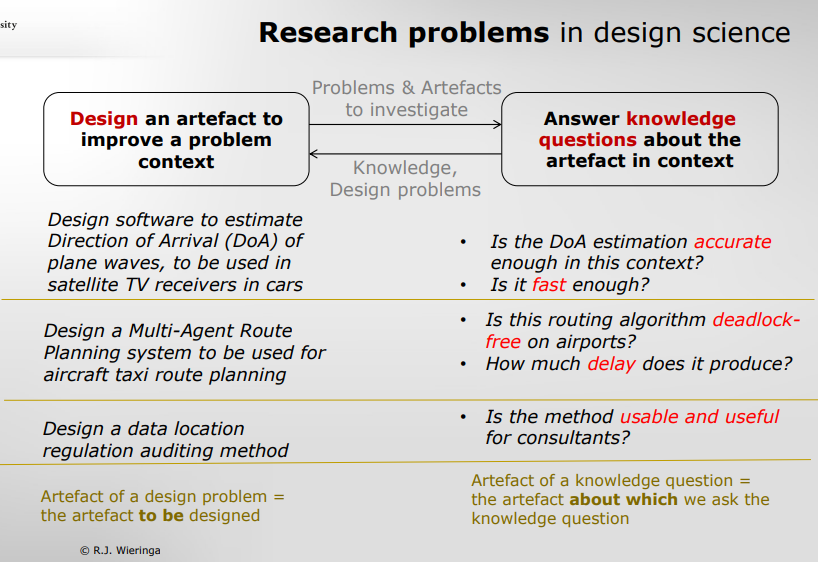 sity
Research problems in design science
Design an artefact to
improve a problem
context
Problems & Artefacts
to investigate
Knowledge,
Design problems
Answer knowledge
questions about the
artefact in context
Design software to estimate
Direction of Arrival (DoA) of
plane waves, to be used in
satellite TV receivers in cars
• Is the DoA estimation accurate
enough in this context?
• Is it fast enough?
Design a Multi-Agent Route
Planning system to be used for
aircraft taxi route planning
• Is this routing algorithm deadlock-
free on airports?
• How much delay does it produce?
Design a data location
regulation auditing method
• Is the method usable and useful
for consultants?
Artefact of a design problem =
the artefact to be designed
Artefact of a knowledge question =
the artefact about which we ask the
knowledge question
© R.J. Wieringa